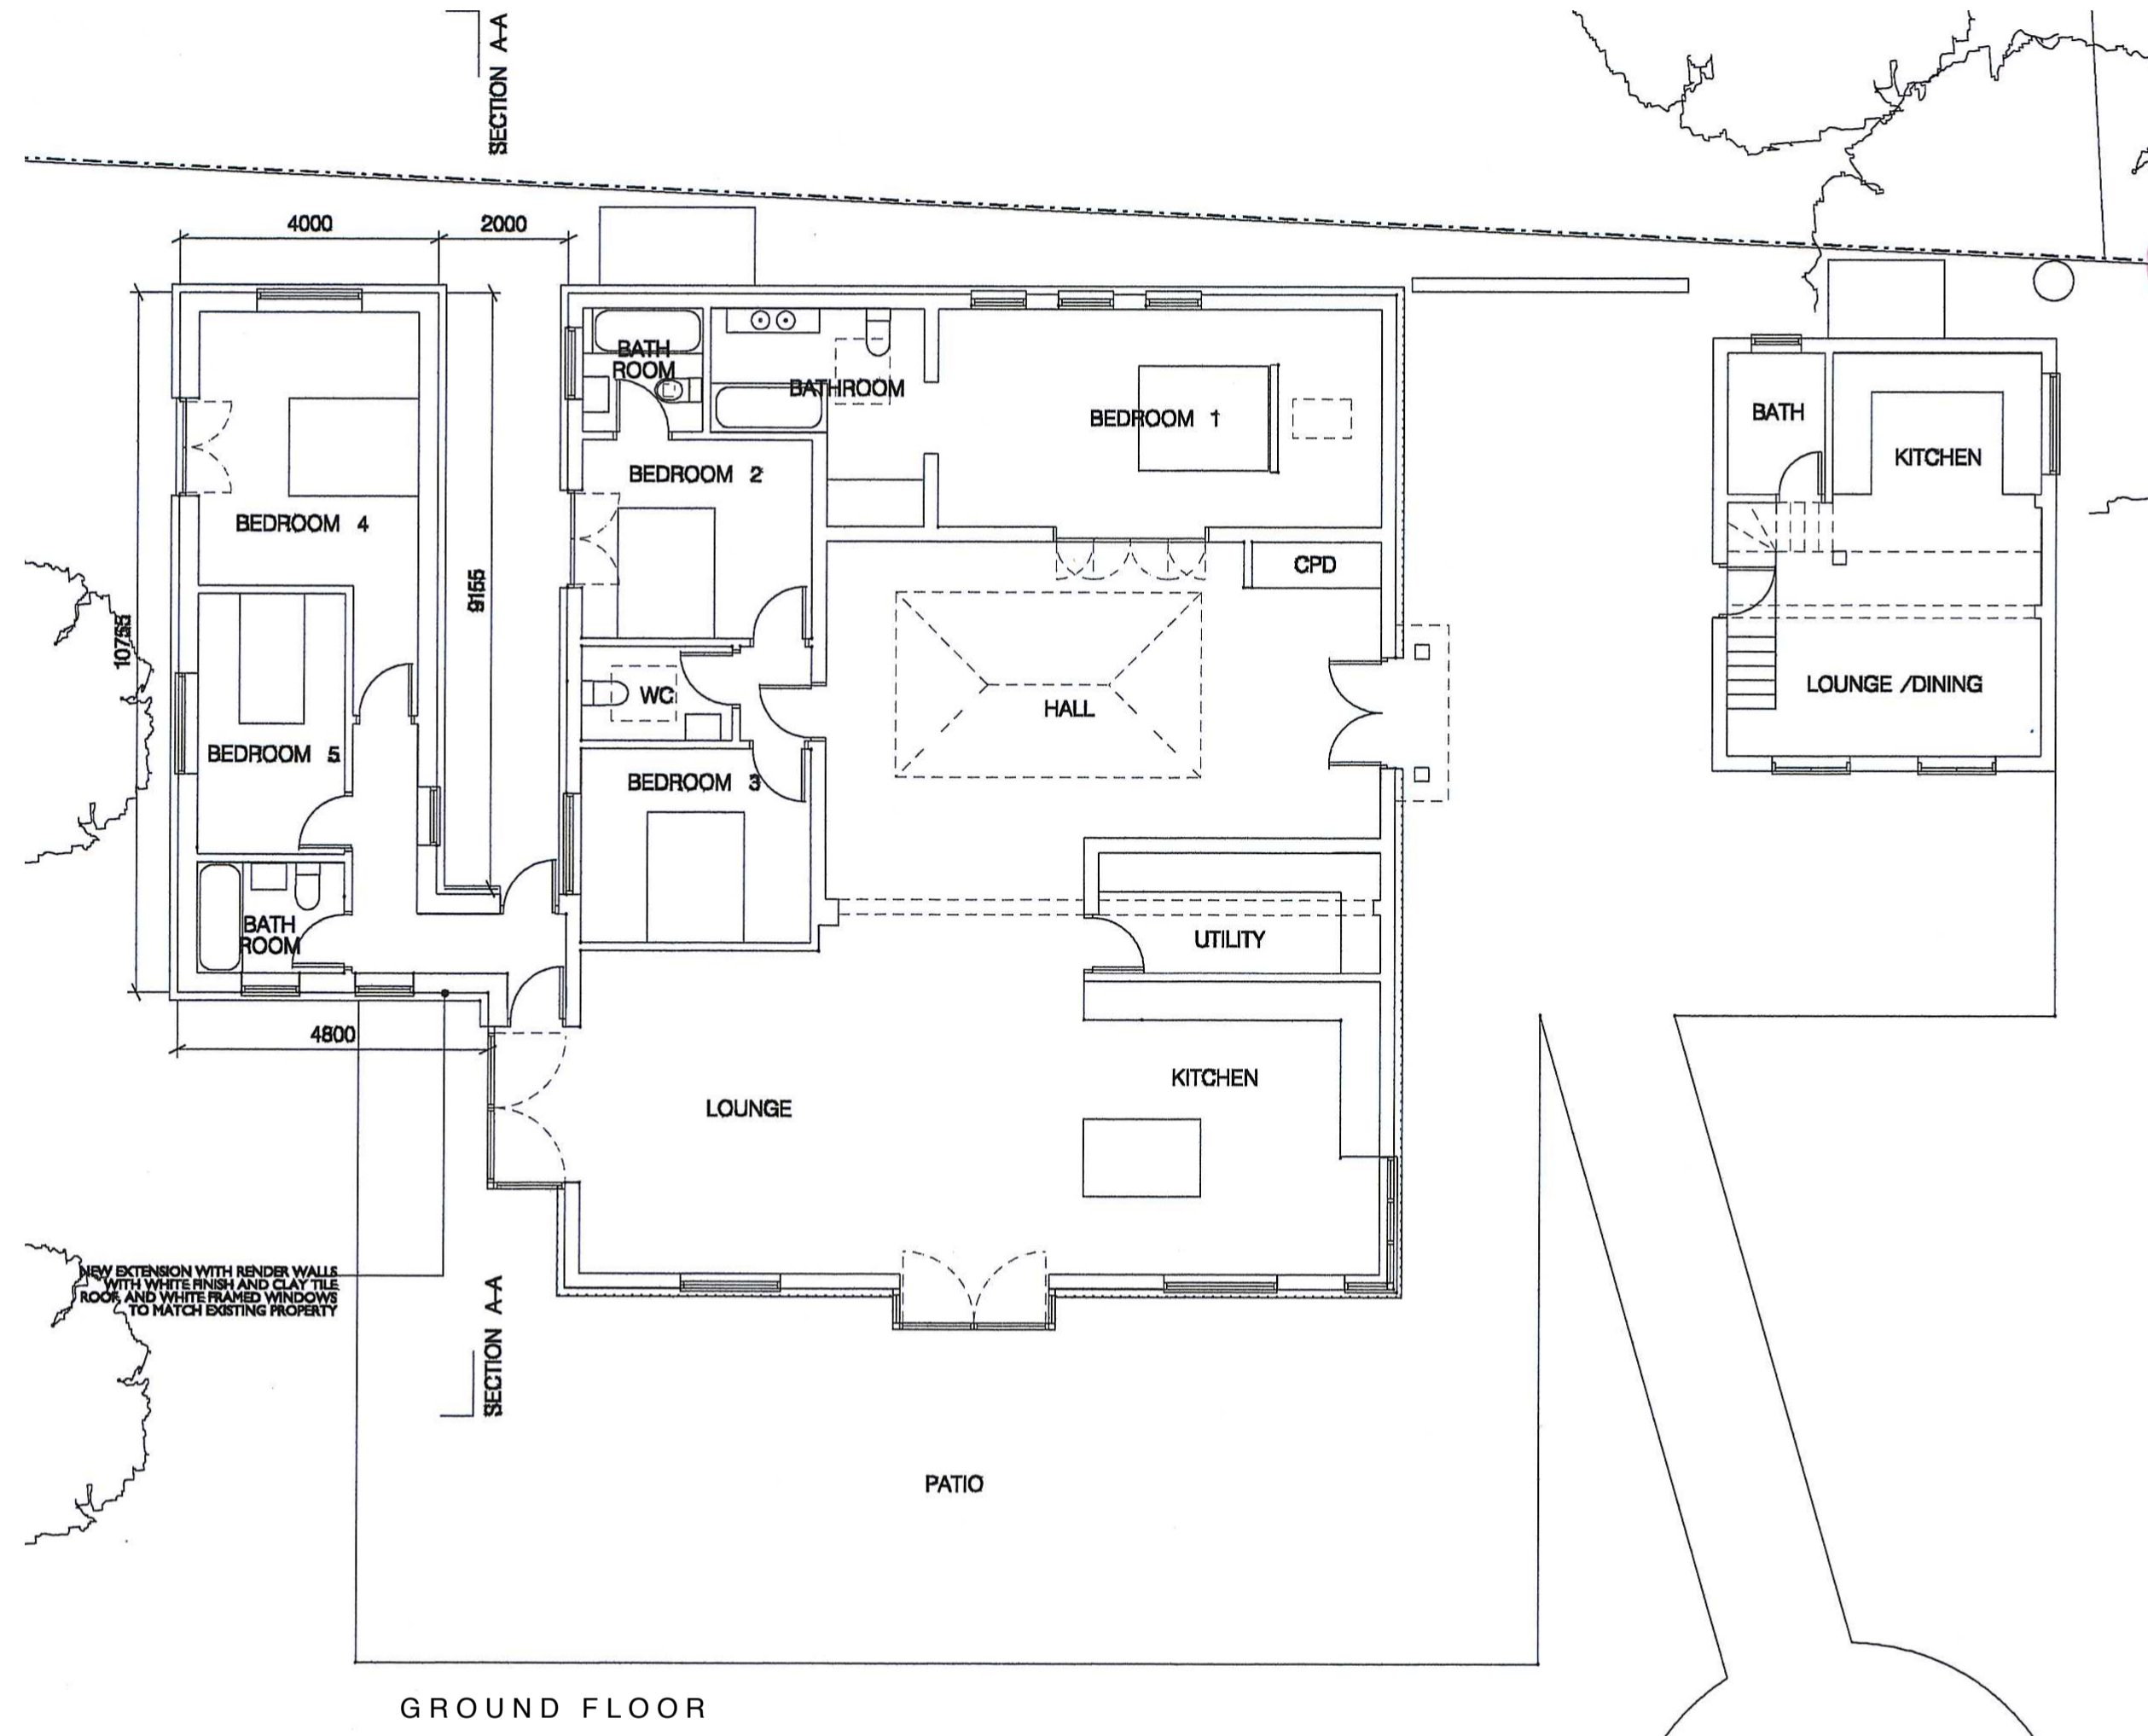 SECTION A-A
4000
2000
BATH
ROOM
BATHROOM
BEDROOM 1
BATH
KITCHEN
BEDROOM 2
BEDROOM 4
CPD
9155
10755
WC
HALL
LOUNGE /DINING
BEDROOM 5
BEDROOM 3
BATH
ROOM
UTILITY
4800
KITCHEN
LOUNGE
NEW EXTENSION WITH RENDER WALLS
WITH WHITE FINISH AND CLAY TILE
ROOF, AND WHITE FRAMED WINDOWS
TO MATCH EXISTING PROPERTY
SECTION A-A
PATIO
GROUND FLOOR